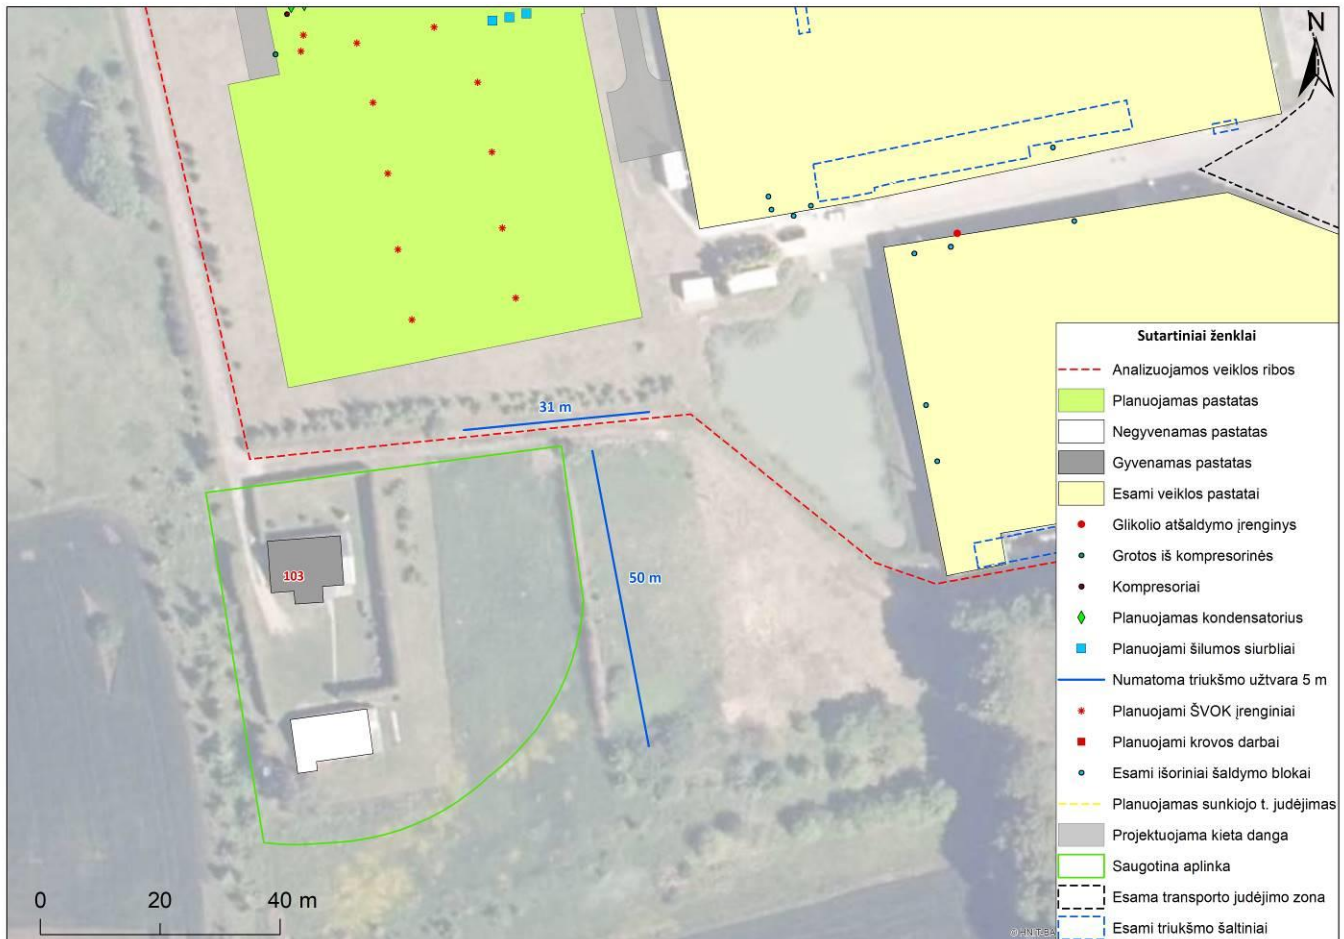 N
31 m
50 m
103
0 20 40 m
Sutartiniai ženklai
Analizuojamos veiklos ribos
Planuojamas pastatas
Negyvenamas pastatas
Gyvenamas pastatas
Esami veiklos pastatai
Glikolio atšaldymo įrenginys
Grotos iš kompresorinės
Kompresoriai
Planuojamas kondensatorius
Planuojami šilumos siurbliai
Numatoma triukšmo užtvara 5 m
Planuojami ŠVOK įrenginiai
Planuojami krovos darbai
Esami išoriniai šaldymo blokai
Planuojamas sunkiojo t. judėjimas
Projektuojama kieta danga
Saugotina aplinka
Esama transporto judėjimo zona
Esami triukšmo šaltiniai